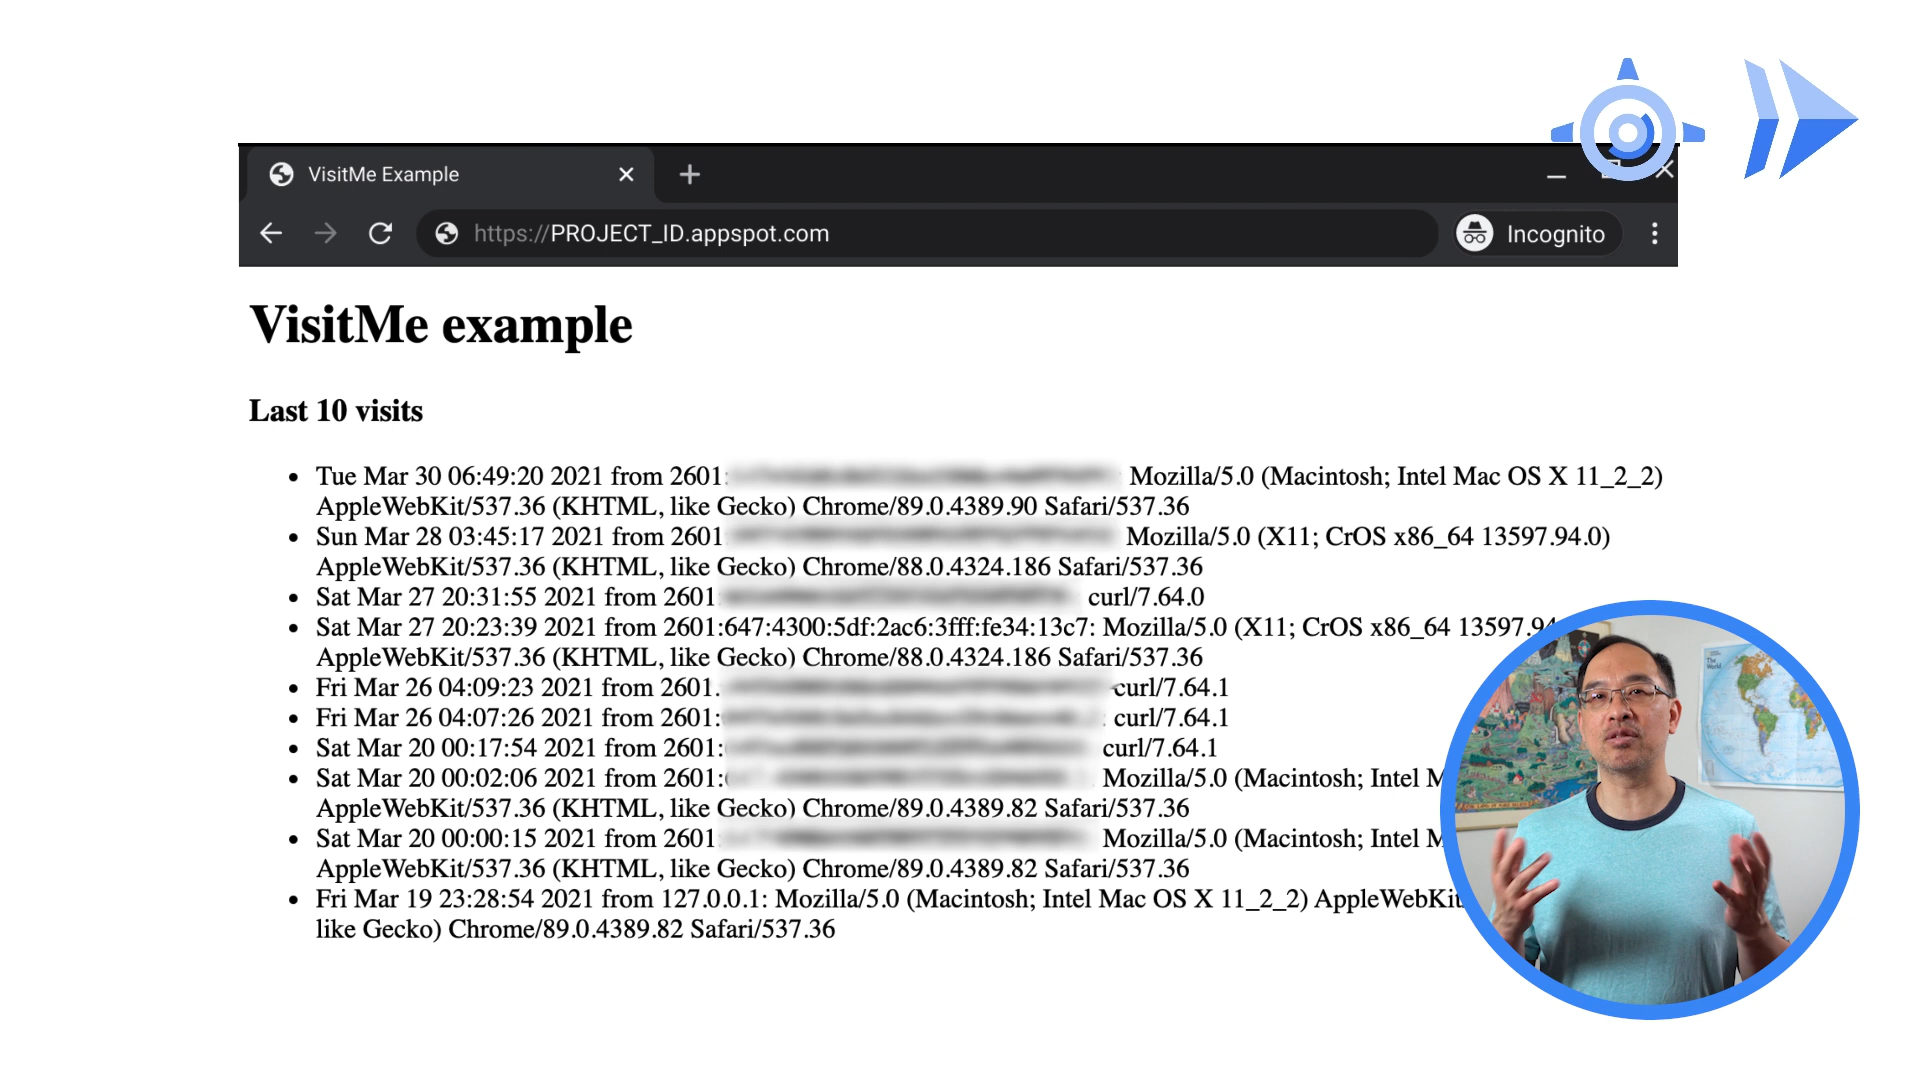 VisitMe Example
https://PROJECT_ID.appspot.com
Incognito
VisitMe example
Last 10 visits
Tue Mar 30 06:49:20 2021 from 2601: Mozilla/5.0 (Macintosh; Intel Mac OS X 11_2_2)
AppleWebKit/537.36 (KHTML, like Gecko) Chrome/89.0.4389.90 Safari/537.36
Sun Mar 28 03:45:17 2021 from 2601 Mozilla/5.0 (X11; CrOS x86_64 13597.94.0)
AppleWebKit/537.36 (KHTML, like Gecko) Chrome/88.0.4324.186 Safari/537.36
Sat Mar 27 20:31:55 2021 from 2601 curl/7.64.0
Sat Mar 27 20:23:39 2021 from 2601:647:4300:5df:2ac6:3fff:fe34:13c7: Mozilla/5.0 (X11; CrOS x86_64 13597.94
AppleWebKit/537.36 (KHTML, like Gecko) Chrome/88.0.4324.186 Safari/537.36
Fri Mar 26 04:09:23 2021 from 2601 curl/7.64.1
Fri Mar 26 04:07:26 2021 from 2601: curl/7.64.1
Sat Mar 20 00:17:54 2021 from 2601: curl/7.64.1
Sat Mar 20 00:02:06 2021 from 2601: Mozilla/5.0 (Macintosh; Intel
AppleWebKit/537.36 (KHTML, like Gecko) Chrome/89.0.4389.82 Safari/537.36
Sat Mar 20 00:00:15 2021 from 2601: Mozilla/5.0 (Macintosh; Intel
AppleWebKit/537.36 (KHTML, like Gecko) Chrome/89.0.4389.82 Safari/537.36
Fri Mar 19 23:28:54 2021 from 127.0.0.1: Mozilla/5.0 (Macintosh; Intel Mac OS X 11_2_2) AppleWebKit
like Gecko) Chrome/89.0.4389.82 Safari/537.36
The World